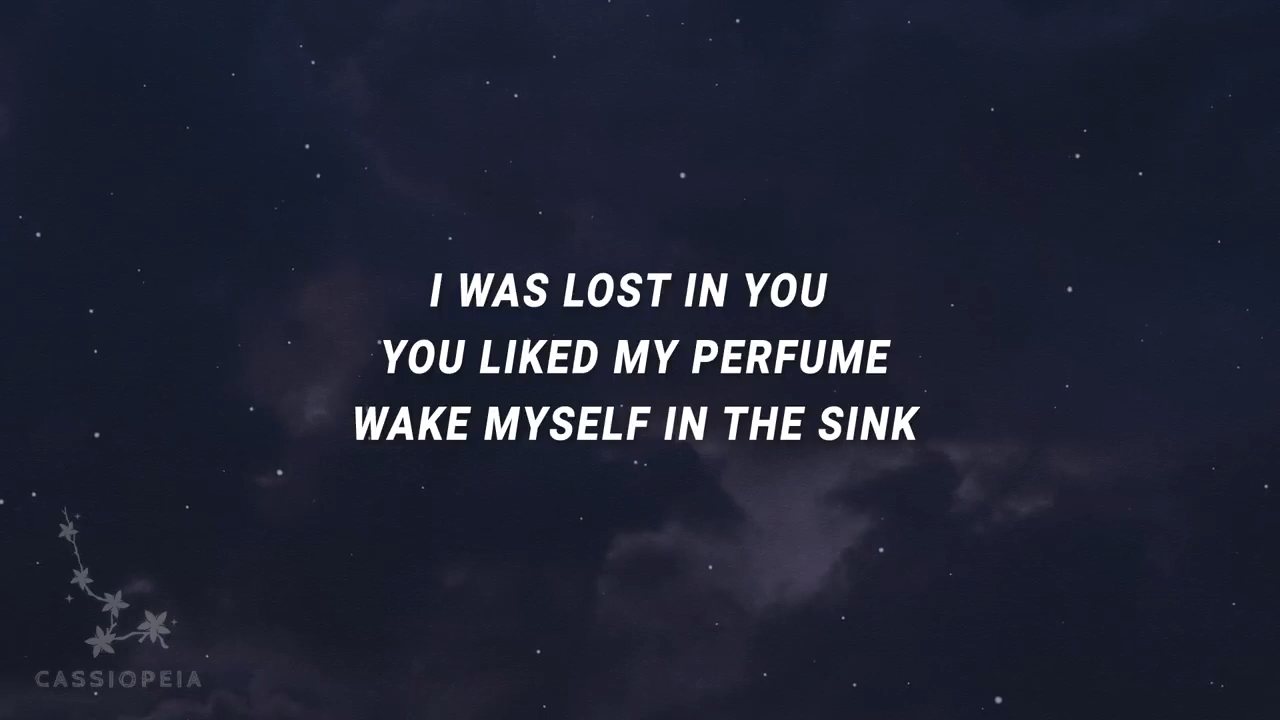 I WAS LOST IN YOU
YOU LIKED MY PERFUME
WAKE MYSELF IN THE SINK
CASSIOPEIA